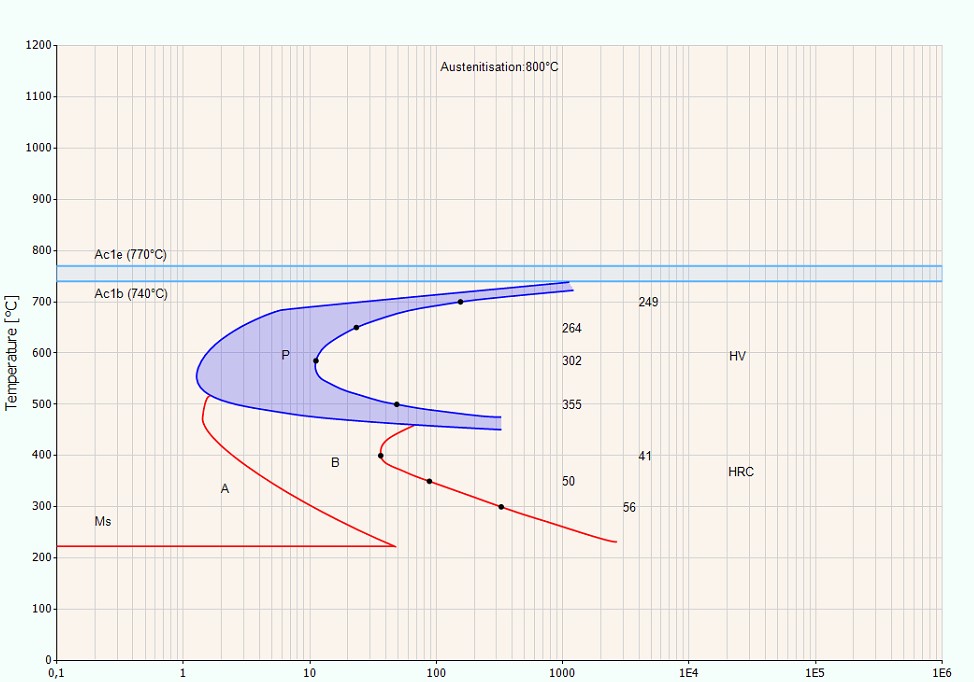 1200
Austenitisation:800°C
1100
1000
900
Ac1e (770°C)
800
Ac1b (740°C)
700
249
264
P
HV
600
302
Temperature [°C]
500
355
B
41
400
HRC
A
50
300
56
Ms
200
100
0
0,1 1 10 100 1000 1E4 1E5 1E6